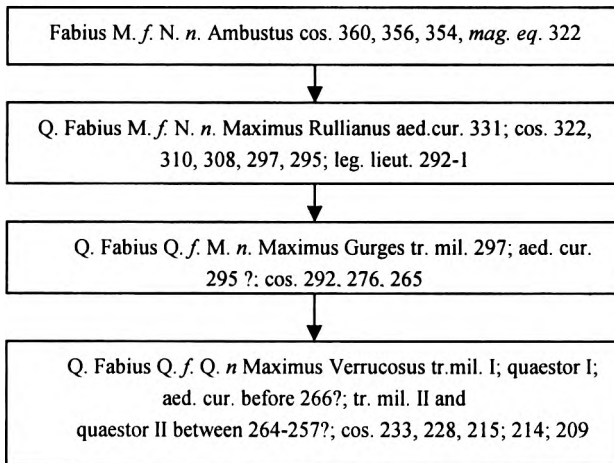 Fabius M. f. N. n. Ambustus cos. 360, 356, 354, mag. eq. 322
Q. Fabius M. f. N. n. Maximus Rullianus aed.cur. 331; cos. 322,
310, 308, 297, 295; leg. lieut. 292-1
Q. Fabius Q. f. M. n. Maximus Gurges tr. mil. 297; aed. cur.
295 ?; cos. 292, 276, 265
Q. Fabius Q. f. Q. n Maximus Verrucosus tr.mil. I; quaestor I;
aed. cur. before 266?; tr. mil. II and
quaestor II between 264-257?; cos. 233, 228, 215; 214; 209